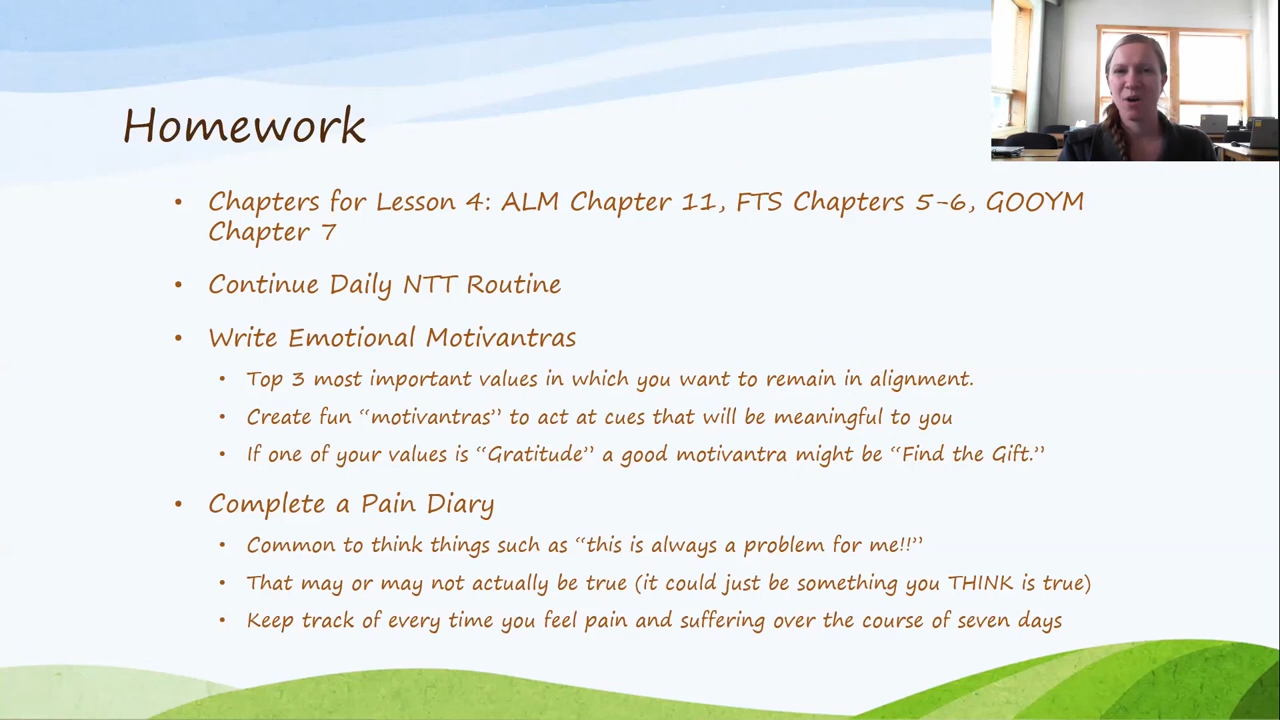 Homework
• Chapters for Lesson 4: ALM Chapter 11, FTS Chapters 5-6, GOOYM
Chapter 7
• Continue Daily NTT Routine
• Write Emotional Motivantras
• Top 3 most important values in which you want to remain in alignment.
• Create fun “motivantras” to act at cues that will be meaningful to you
• If one of your values is “Gratitude” a good motivantra might be “Find the Gift.”
• Complete a Pain Diary
• Common to think things such as “this is always a problem for me!!”
• That may or may not actually be true (it could just be something you THINK is true)
• Keep track of every time you feel pain and suffering over the course of seven days